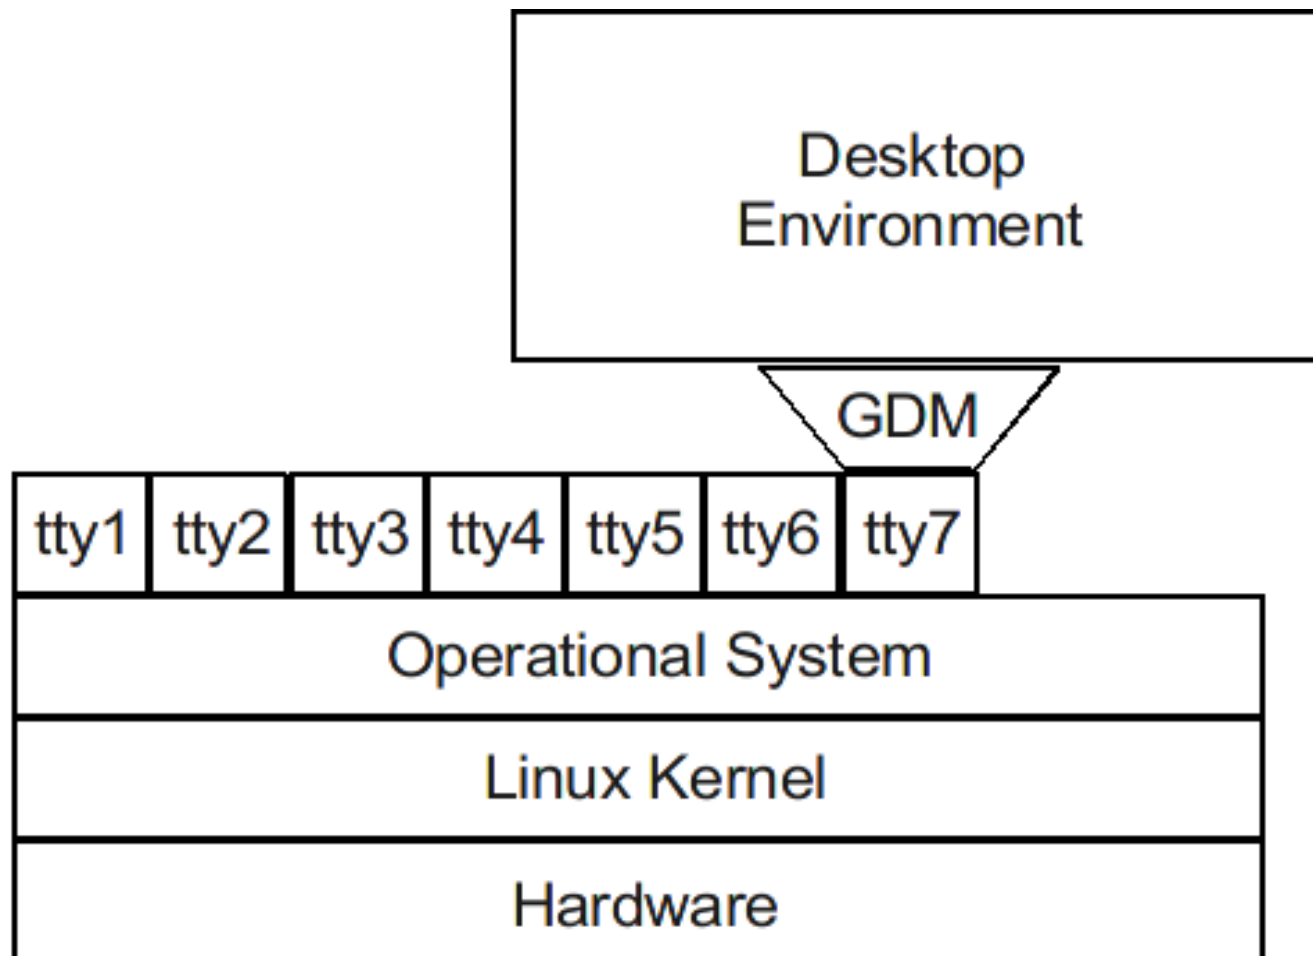 Desktop
Environment
GDM
tty1 tty2 tty3 tty4 tty5 tty6 tty7
Operational System
Linux Kernel
Hardware